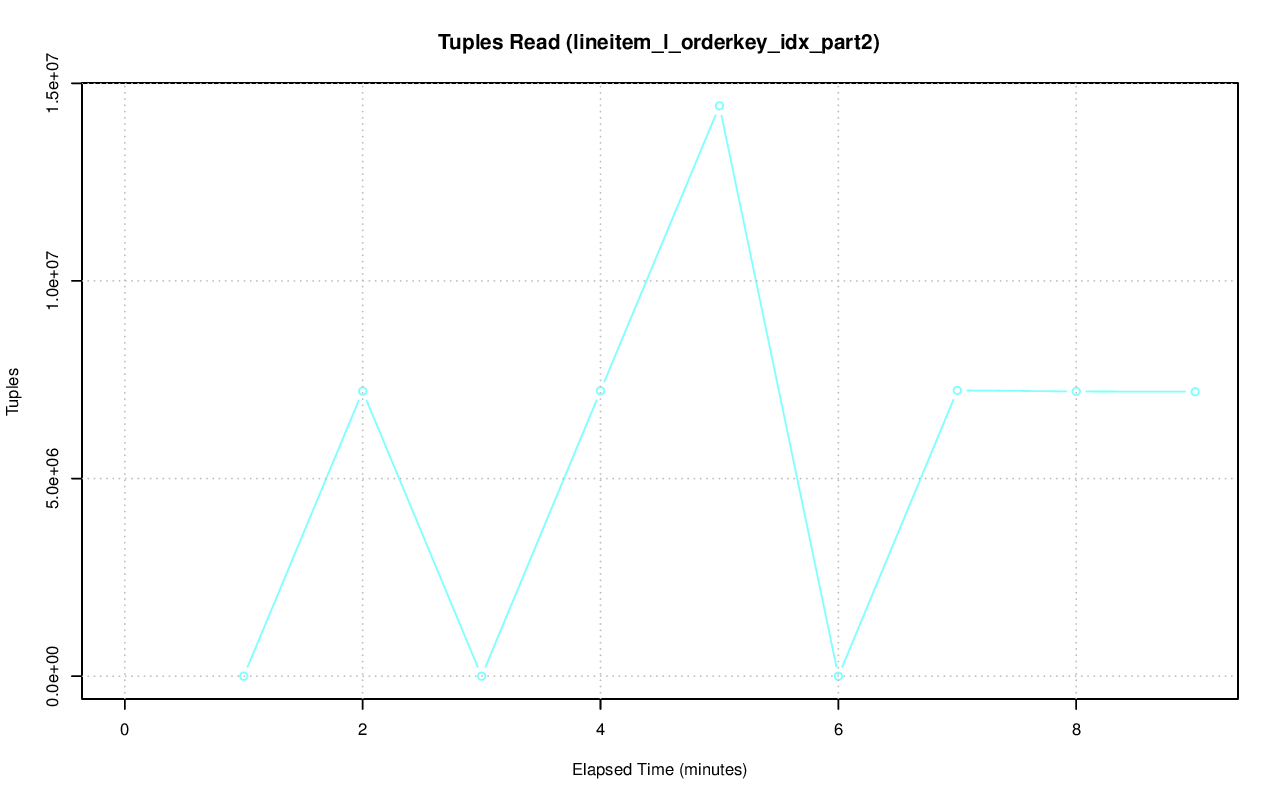 Tuples Read (lineitem_l_orderkey_idx_part2)
1.5e+07
1.0e+07
5.0e+06
0.0e+00
Tuples
0 2 4 6 8
Elapsed Time (minutes)